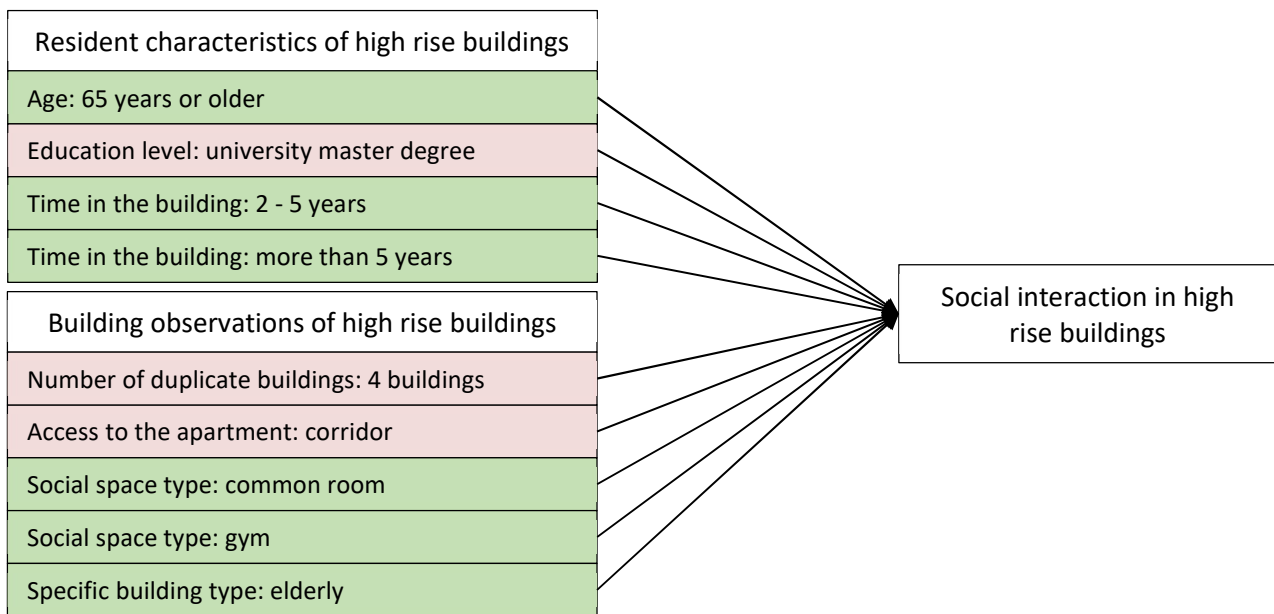 Resident characteristics of high rise buildings
Age: 65 years or older
Education level: university master degree
Time in the building: 2 - 5 years
Time in the building: more than 5 years
Building observations of high rise buildings
Number of duplicate buildings: 4 buildings
Access to the apartment: corridor
Social space type: common room
Social space type: gym
Specific building type: elderly
Social interaction in high
rise buildings